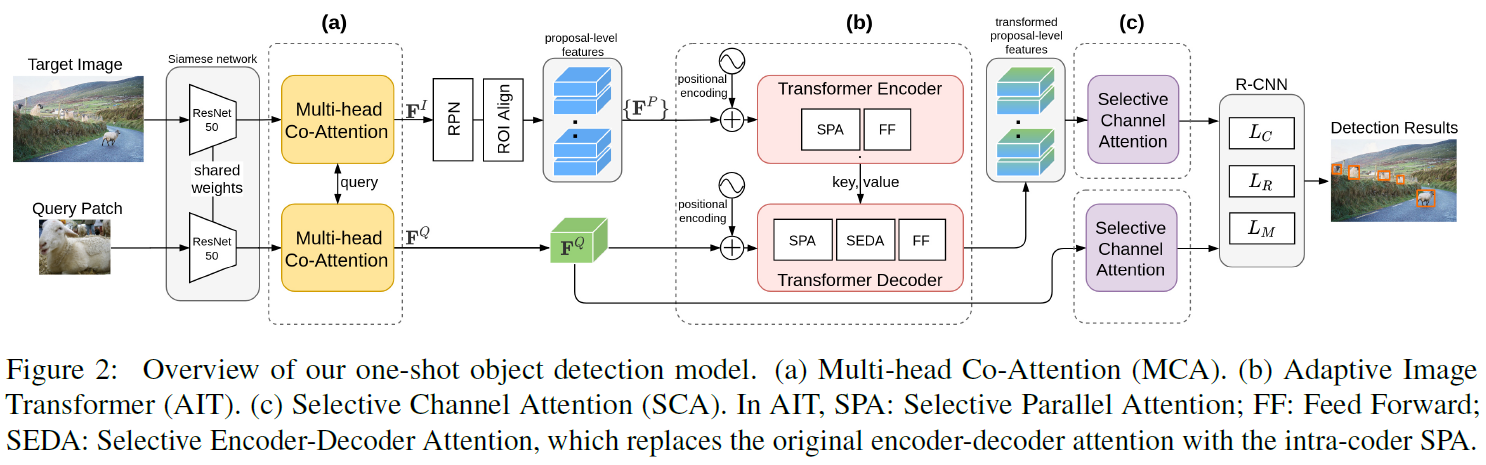 (a)
(b)
(c)
Target Image
Siamese network
ResNet
50
shared
weights
Query Patch
ResNet
50
Multi-head
Co-Attention
query
Multi-head
Co-Attention
F^I
F^Q
RPN
ROI Align
proposal-level
features
{F^P}
F^Q
positional
encoding
Transformer Encoder
SPA
FF
key, value
positional
encoding
SPA
SEDA
FF
Transformer Decoder
transformed
proposal-level
features
Selective
Channel
Attention
Selective
Channel
Attention
R-CNN
L_C
L_R
L_M
Detection Results
Figure 2: Overview of our one-shot object detection model. (a) Multi-head Co-Attention (MCA). (b) Adaptive Image
Transformer (AIT). (c) Selective Channel Attention (SCA). In AIT, SPA: Selective Parallel Attention; FF: Feed Forward;
SEDA: Selective Encoder-Decoder Attention, which replaces the original encoder-decoder attention with the intra-coder SPA.